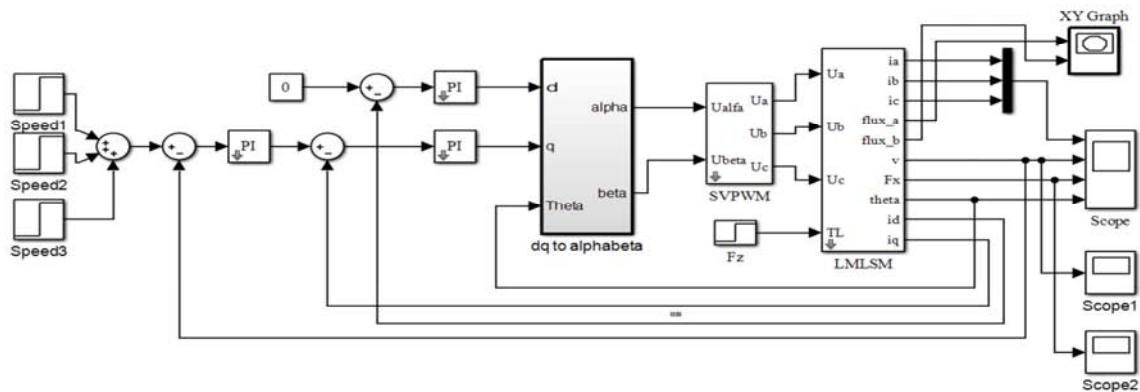 XY Graph
Speed1
Speed2
Speed3
0
PI
PI
PI
d
q
Theta
alpha
beta
dq to alphabeta
Ualfa
Ubeta
Ua
Ub
Uc
SVPWM
Fz
Ua
Ub
Uc
TL
ia
ib
ic
flux_a
flux_b
v
Fx
theta
id
iq
LMLSM
Scope
Scope1
Scope2